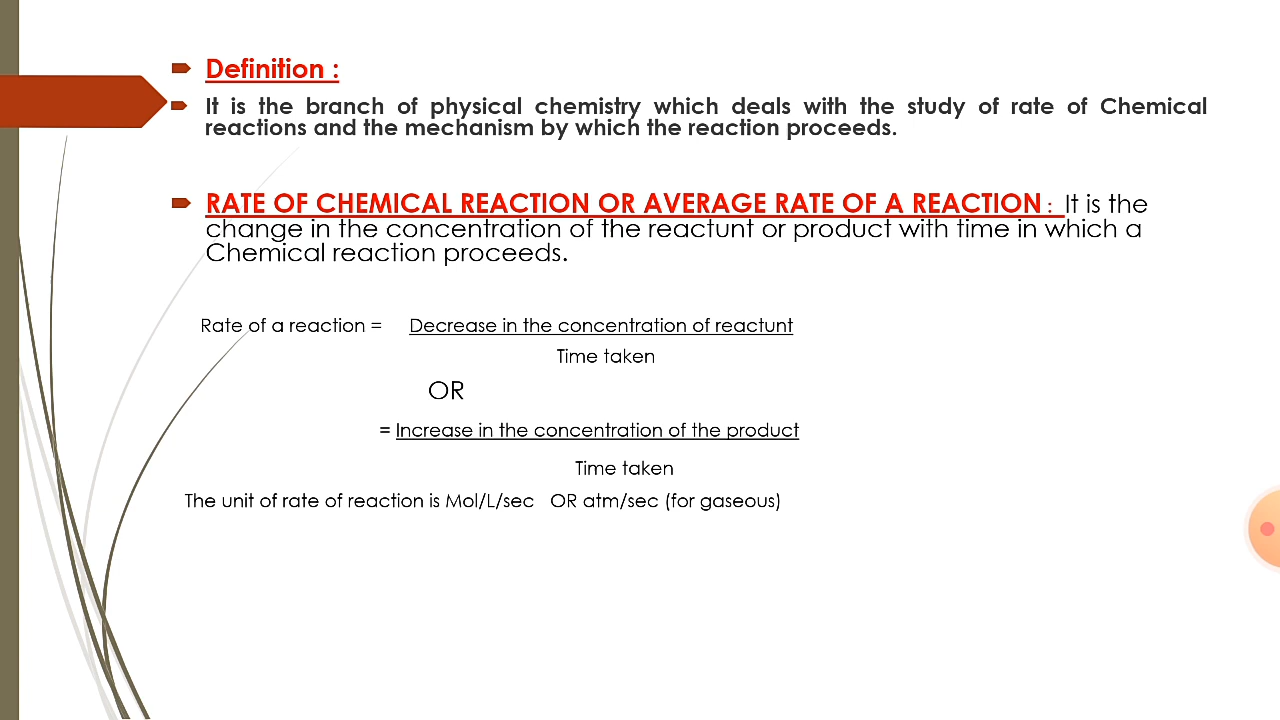 Definition :
It is the branch of physical chemistry which deals with the study of rate of Chemical
reactions and the mechanism by which the reaction proceeds.
RATE OF CHEMICAL REACTION OR AVERAGE RATE OF A REACTION : It is the
change in the concentration of the reactunt or product with time in which a
Chemical reaction proceeds.
Rate of a reaction = Decrease in the concentration of reactunt
Time taken
OR
= Increase in the concentration of the product
Time taken
The unit of rate of reaction is Mol/L/sec OR atm/sec (for gaseous)